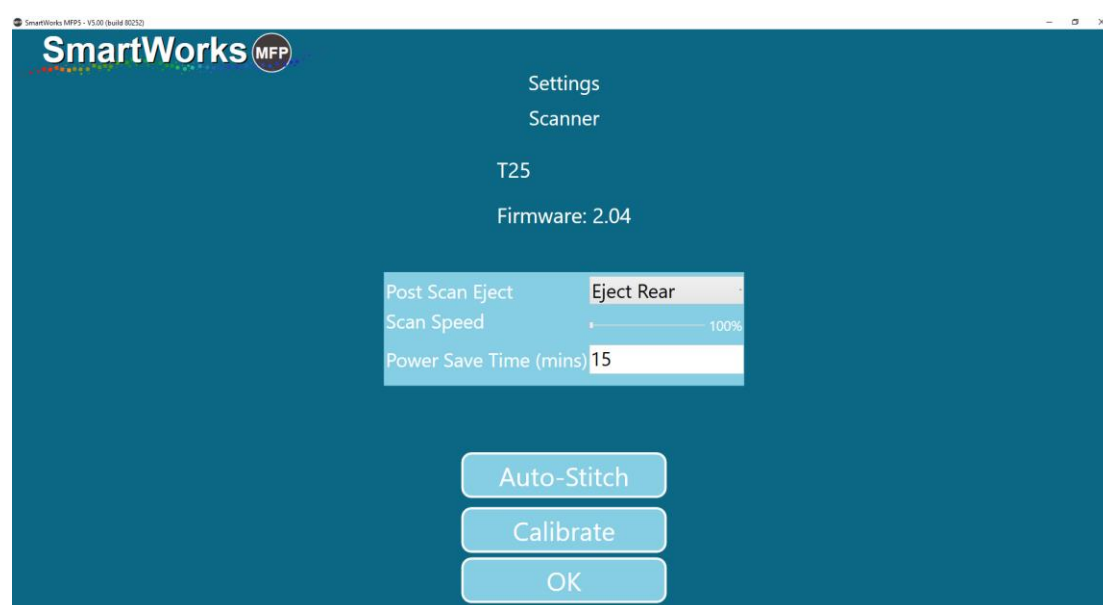 SmartWorks MFP5 - V5.00 (build 80252)
SmartWorks MFP
Settings
Scanner
T25
Firmware: 2.04
Post Scan Eject Eject Rear
Scan Speed 100%
Power Save Time (mins) 15
Auto-Stitch
Calibrate
OK